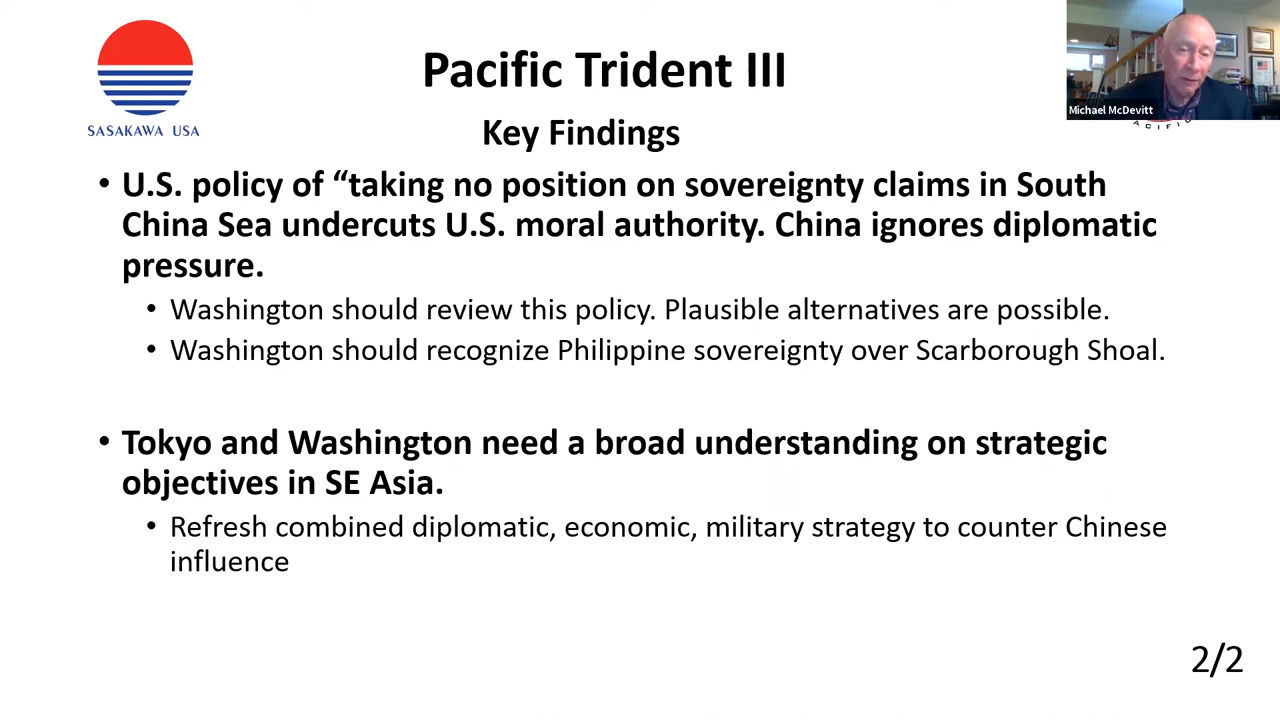 Pacific Trident III
SASAKAWA USA
Michael McDevitt
ACIFIC
Key Findings
• U.S. policy of “taking no position on sovereignty claims in South
China Sea undercuts U.S. moral authority. China ignores diplomatic
pressure.
• Washington should review this policy. Plausible alternatives are possible.
• Washington should recognize Philippine sovereignty over Scarborough Shoal.
• Tokyo and Washington need a broad understanding on strategic
objectives in SE Asia.
• Refresh combined diplomatic, economic, military strategy to counter Chinese
influence
2/2